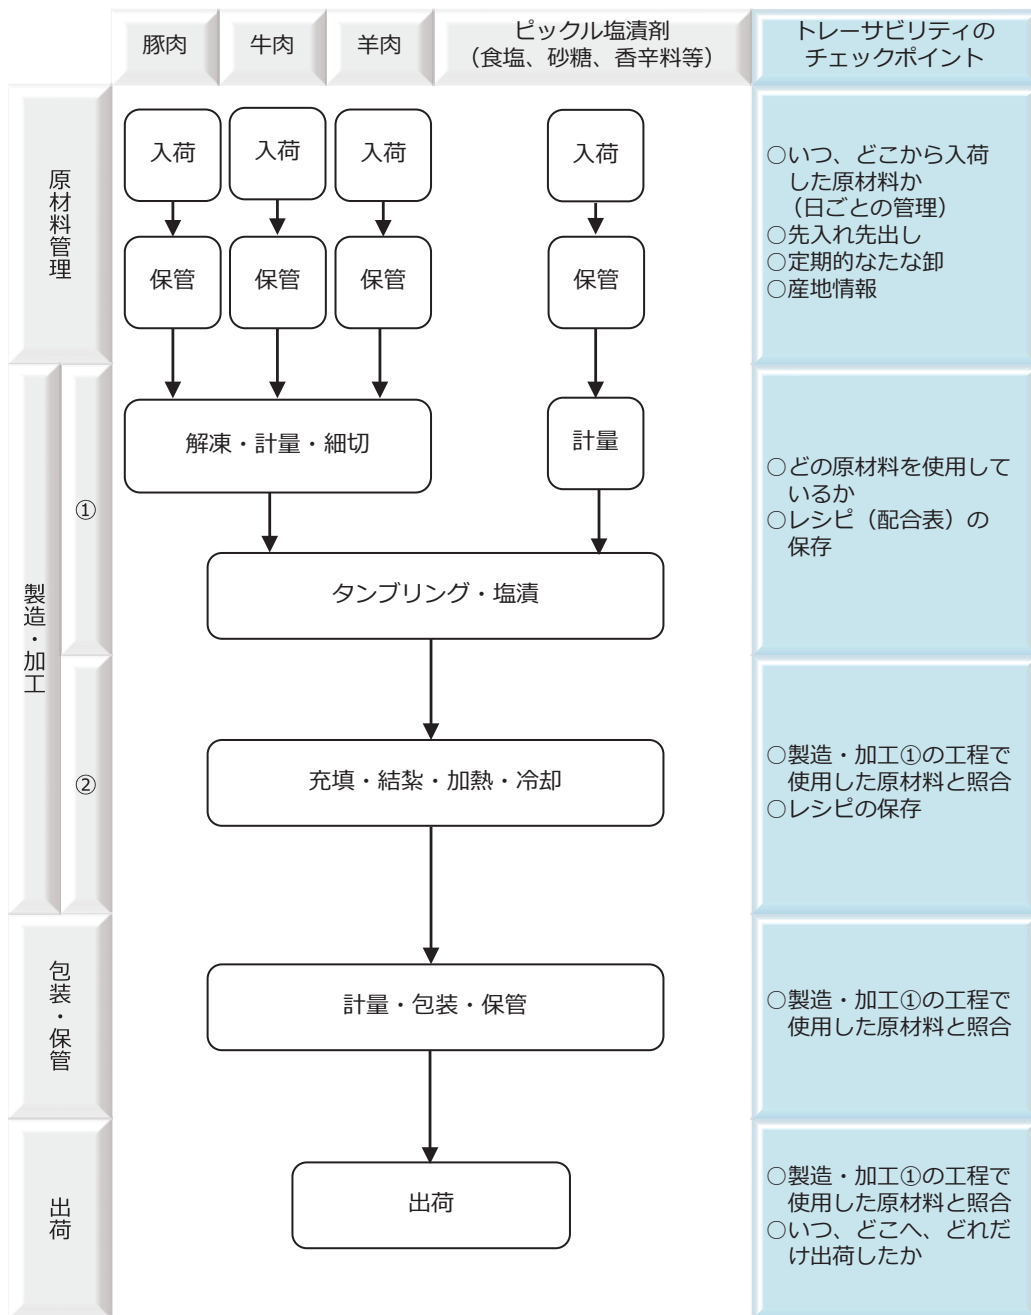 豚肉
牛肉
羊肉
ピックル塩漬剤
（食塩、砂糖、香辛料等）
トレーサビリティの
チェックポイント
原材料管理
入荷
入荷
入荷
入荷
保管
保管
保管
保管
○いつ、どこから入荷
した原材料か
（日ごとの管理）
○先入れ先出し
○定期的なたな卸
○産地情報
製造・加工
①
解凍・計量・細切
計量
タンブリング・塩漬
○どの原材料を使用して
いるか
○レシピ（配合表）の
保存
②
充填・結紮・加熱・冷却
○製造・加工①の工程で
使用した原材料と照合
○レシピの保存
包装・保管
計量・包装・保管
○製造・加工①の工程で
使用した原材料と照合
出荷
出荷
○製造・加工①の工程で
使用した原材料と照合
○いつ、どこへ、どれだ
け出荷したか